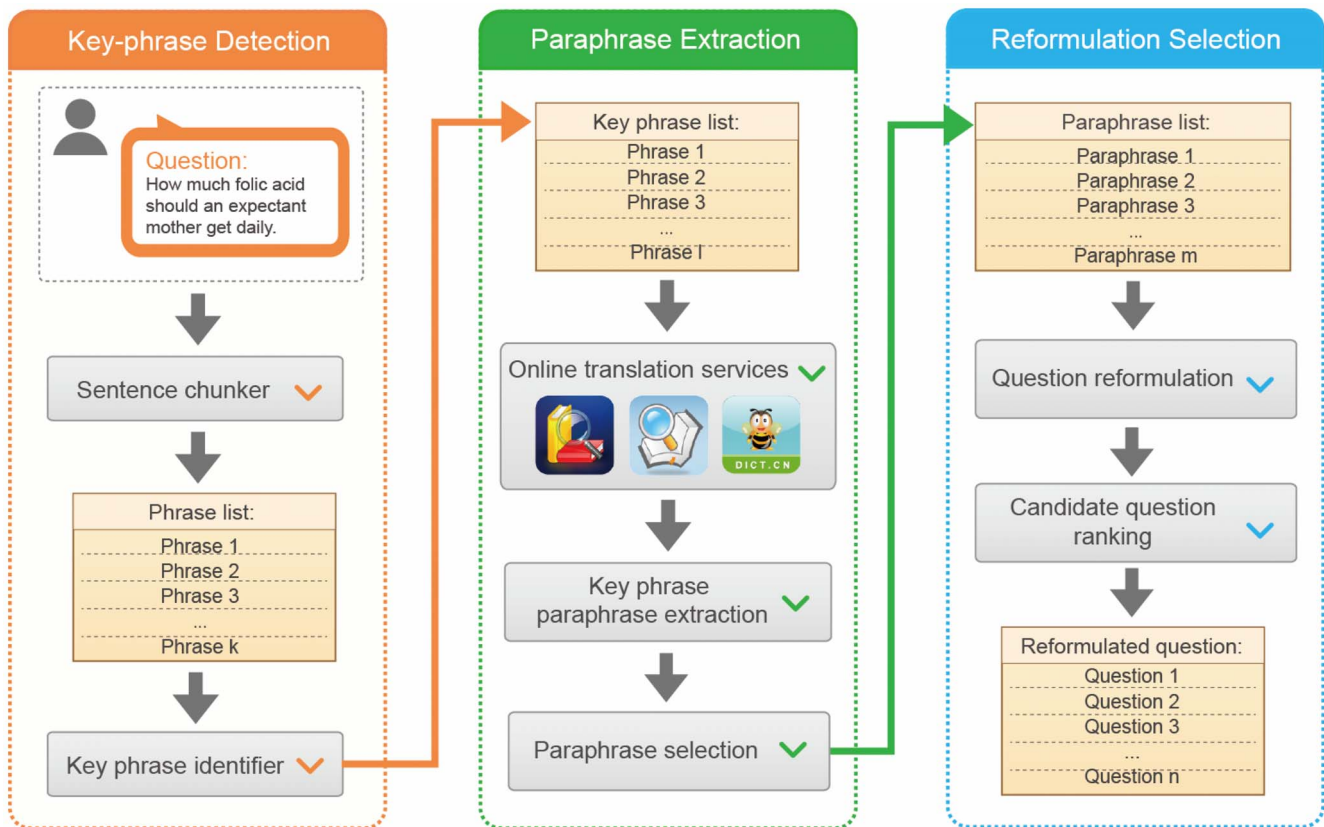 Key-phrase Detection
Question:
How much folic acid
should an expectant
mother get daily.
Sentence chunker
Phrase list:
Phrase 1
Phrase 2
Phrase 3
...
Phrase k
Key phrase identifier
Paraphrase Extraction
Key phrase list:
Phrase 1
Phrase 2
Phrase 3
...
Phrase l
Online translation services
DICT.CN
Key phrase
paraphrase extraction
Paraphrase selection
Reformulation Selection
Paraphrase list:
Paraphrase 1
Paraphrase 2
Paraphrase 3
...
Paraphrase m
Question reformulation
Candidate question
ranking
Reformulated question:
Question 1
Question 2
Question 3
...
Question n